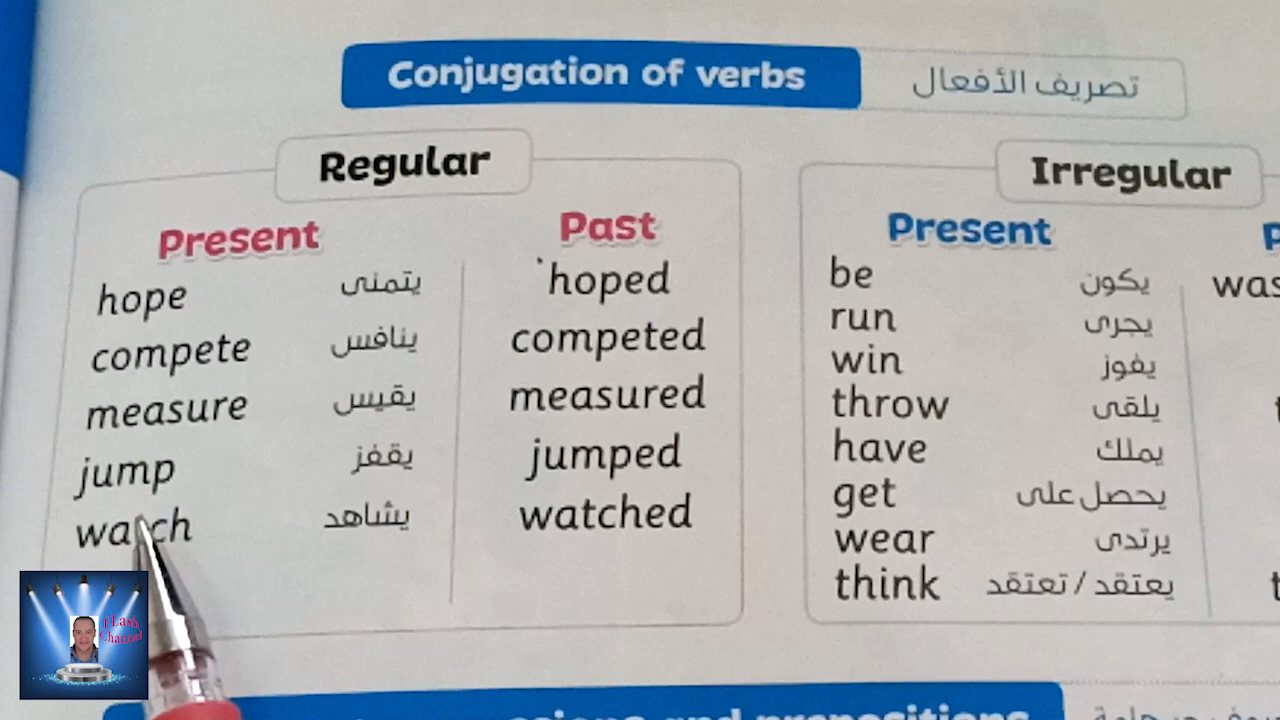 Conjugation of verbs تصريف الأفعال
Regular
Present Past
hope يتمنى hoped
compete ينافس competed
measure يقيس measured
jump يقفز jumped
watch يشاهد watched
Irregular
Present
be يكون was
run يجرى
win يفوز
throw يلقى
have يملك
get يحصل على
wear يرتدى
think يعتقد / تعتقد
and prepositions
FLash
Channel